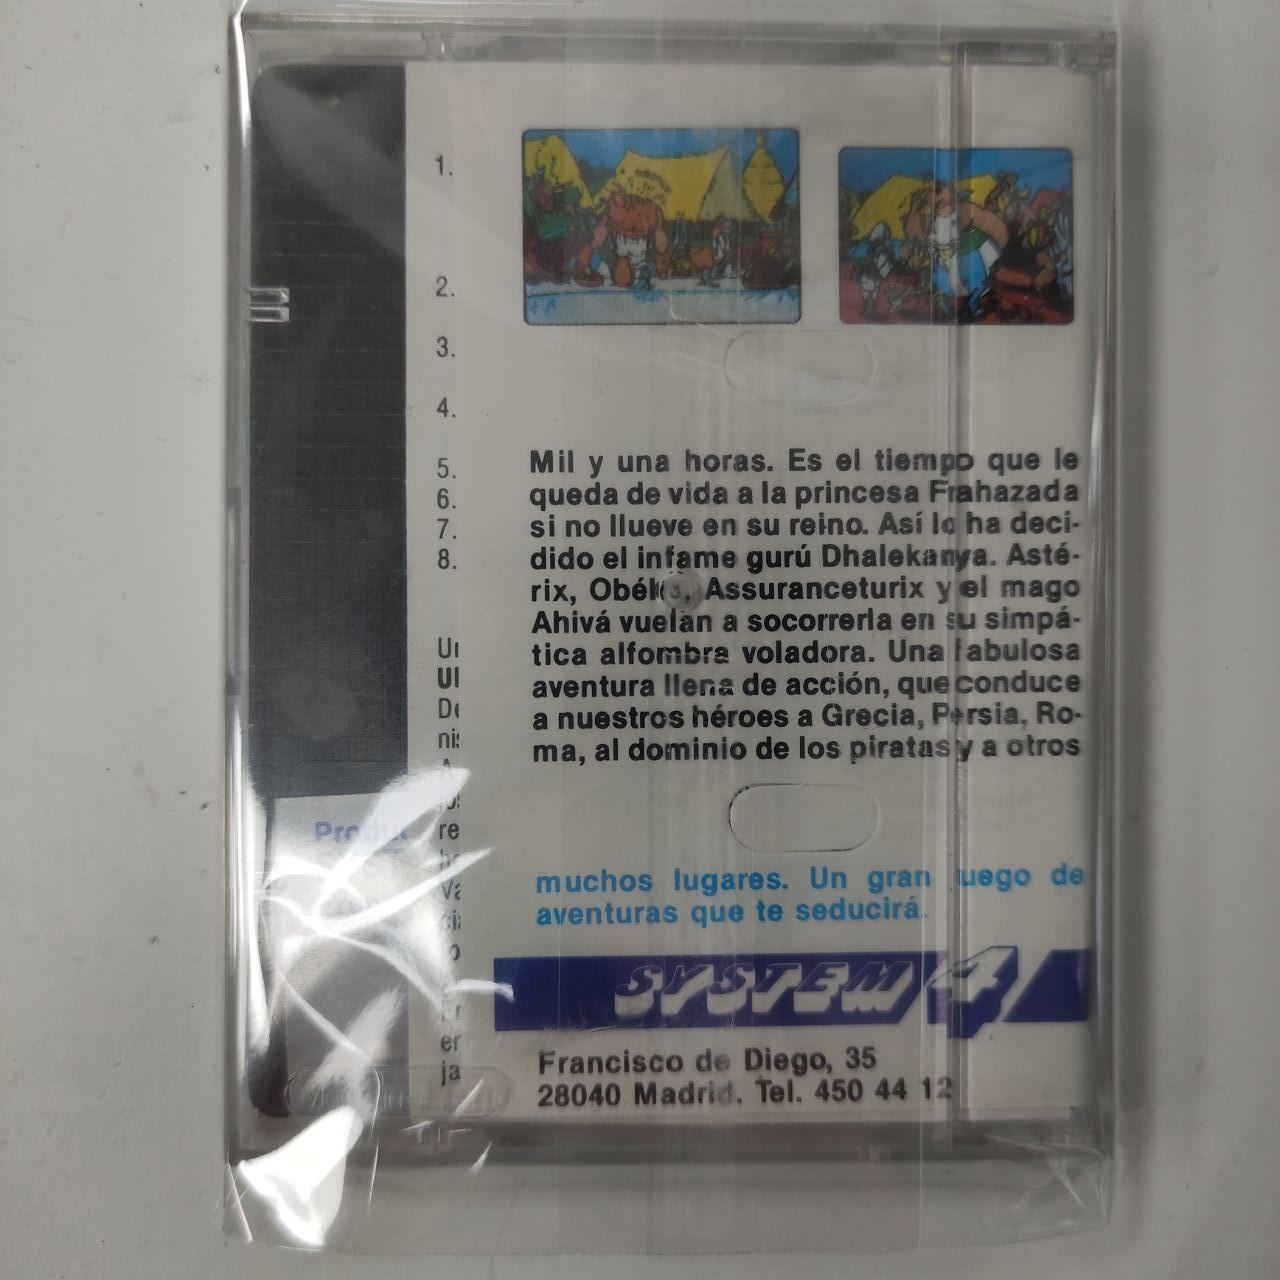 1.
2.
3.
4.
5.
6.
7.
8.
Mil y una horas. Es el tiempo que le
queda de vida a la princesa Frahazada
si no llueve en su reino. Así lo ha deci-
dido el infame gurú Dhalekanya. Asté-
rix, Obélix, Assuranceturix y el mago
Ahivá vuelan a socorrerla en su simpá-
tica alfombra voladora. Una fabulosa
aventura llena de acción, que conduce
a nuestros héroes a Grecia, Persia, Ro-
ma, al dominio de los piratas y a otros
muchos lugares. Un gran juego de
aventuras que te seducirá.
SYSTEM 4
Francisco de Diego, 35
28040 Madrid. Tel. 450 44 12